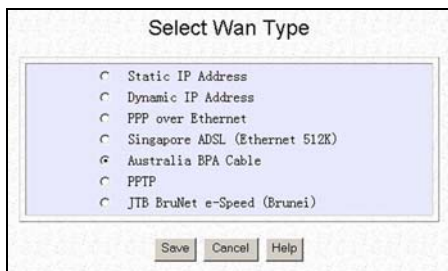 Select Wan Type
Static IP Address
Dynamic IP Address
PPP over Ethernet
Singapore ADSL (Ethernet 512K)
Australia BPA Cable
PPTP
JTB BruNet e-Speed (Brunei)
Save Cancel Help